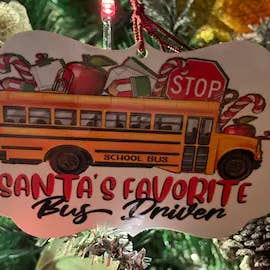 STOP
SCHOOL BUS
SANTA'S FAVORITE
Bus Driver